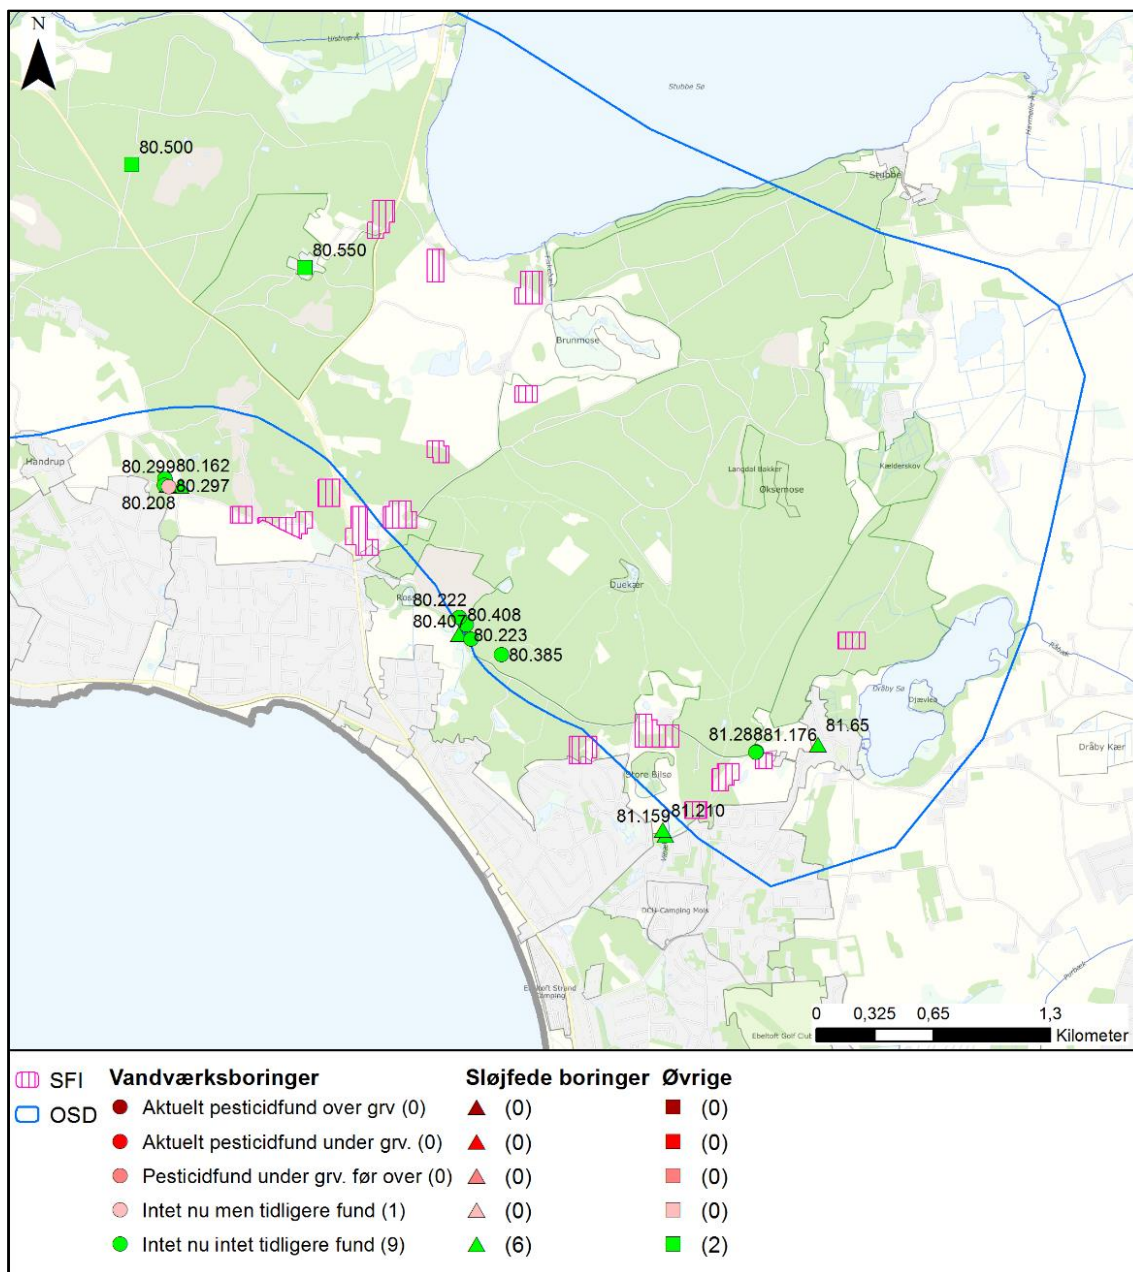 N
Ulstrup Å
Stubbe Sø
Havmølle Å
80.500
Stubbe
80.550
Brunmose
Handrup
80.299 80.162
80.297
80.208
Langdal Bakker
Øksemose
Kælderskov
Duekær
80.222
80.408
80.407
80.223
80.385
Dråby Sø
Djævleø
81.65
81.288 81.176
Dråby Kær
Store Bilsø
81.159 81.210
DCU-Camping Mols
Ebeltoft Strand
Camping
Ebeltoft Golf Club
0 0,325 0,65 1,3
Kilometer
SFI Vandværksboringer Sløjfede boringer Øvrige
OSD Aktuelt pesticidfund over grv (0) (0) (0)
Aktuelt pesticidfund under grv. (0) (0) (0)
Pesticidfund under grv. før over (0) (0) (0)
Intet nu men tidligere fund (1) (0) (0)
Intet nu intet tidligere fund (9) (6) (2)